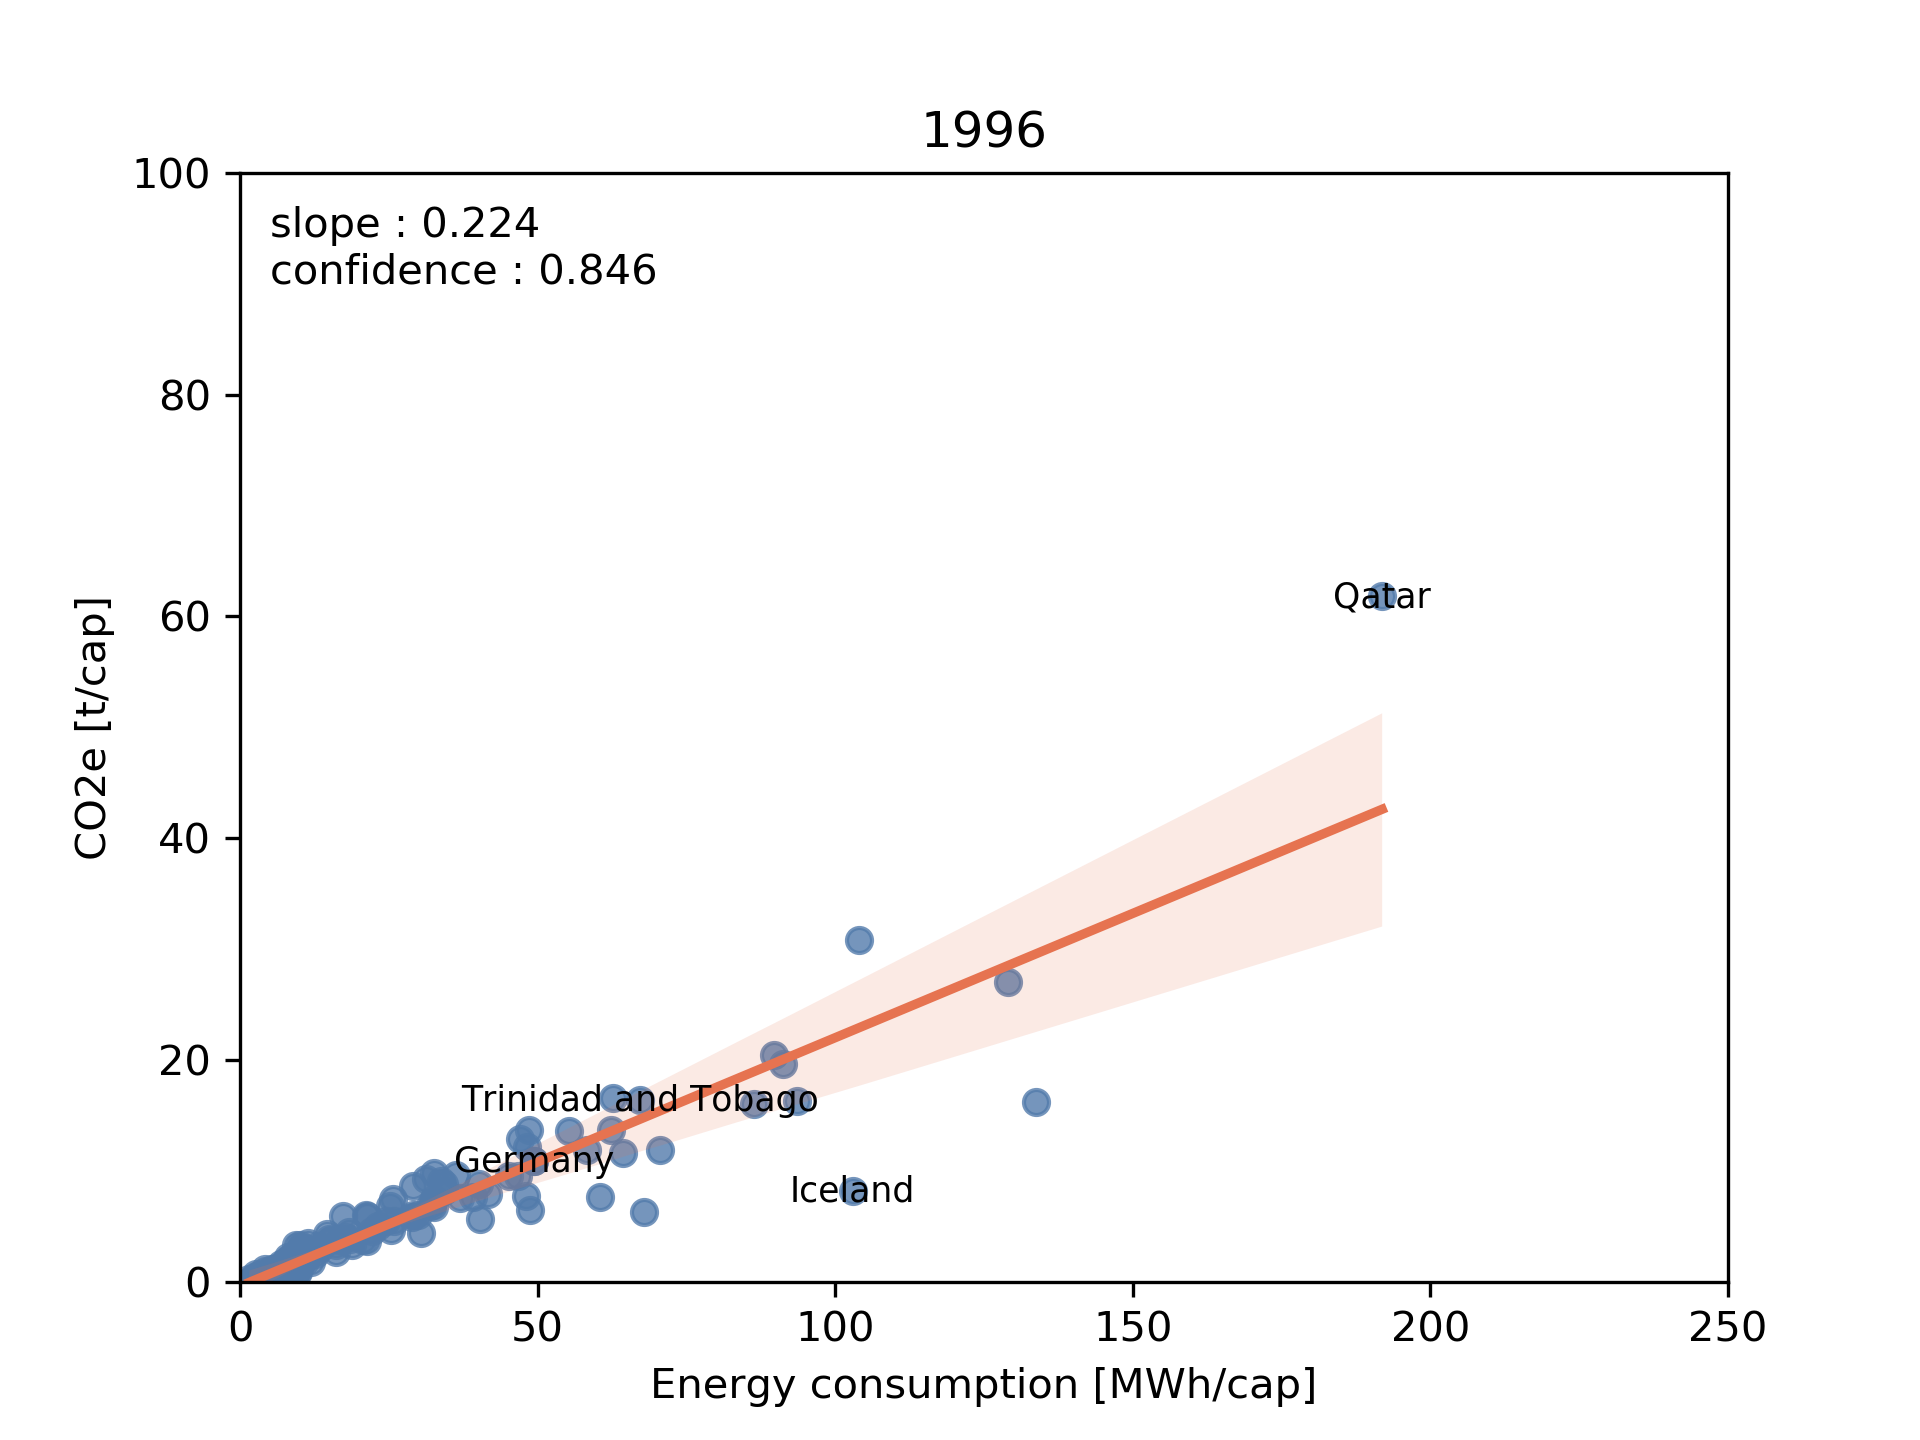 1996
slope : 0.224
confidence : 0.846
100
80
60
40
20
0
CO2e [t/cap]
Qatar
Trinidad and Tobago
Germany
Iceland
0 50 100 150 200 250
Energy consumption [MWh/cap]